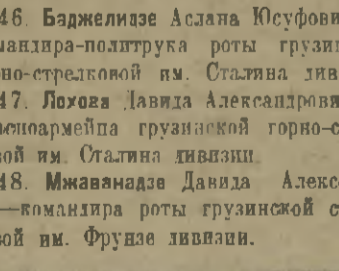 46. Баджелидзе Аслана Юсуфови
мандира-политрука роты грузин
но-стрелковой им. Сталина див
47. Лохова Давида Александрови
асноармейца грузинской горно-с
вой им. Сталина дивизии.
48. Мжаванадзе Давида Алекс
—командира роты грузинской с
вой им. Фрунзе дивизии.